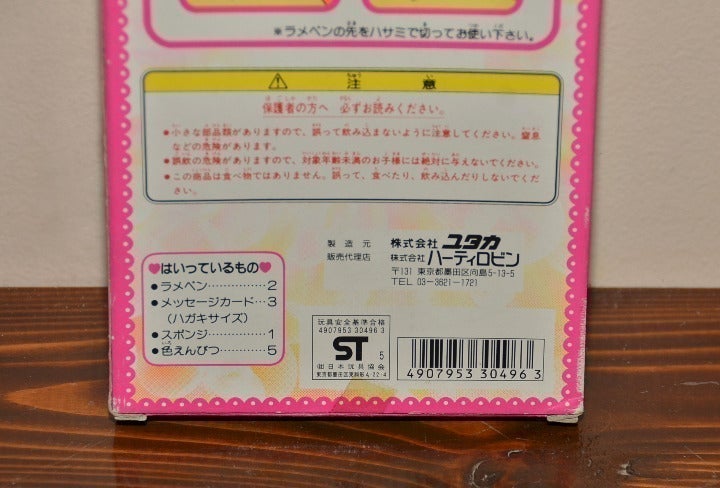 ＊ラメペンの先をハサミで切ってお使い下さい。
注意
保護者の方へ 必ずお読みください。
●小さな部品類がありますので、誤って飲み込まないように注意してください。窒息
などの危険があります。
●誤飲の危険がありますので、対象年齢未満のお子様には絶対に与えないでください。
●この商品は食べ物ではありません。誤って、食べたり、飲み込んだりしないでく
ださい。
製造元 株式会社 ユタカ
販売代理店 株式会社 ハーティロビン
〒131 東京都墨田区向島5-13-5
TEL 03-3621-1721
♥はいっているもの♥
●ラメペン…………2
●メッセージカード…3
(ハガキサイズ)
●スポンジ…………1
●色えんぴつ………5
玩具安全基準合格
4907953 30496 3
ST 5
(社)日本玩具協会
東京都墨田区東駒形4-22-4
4907953 304963